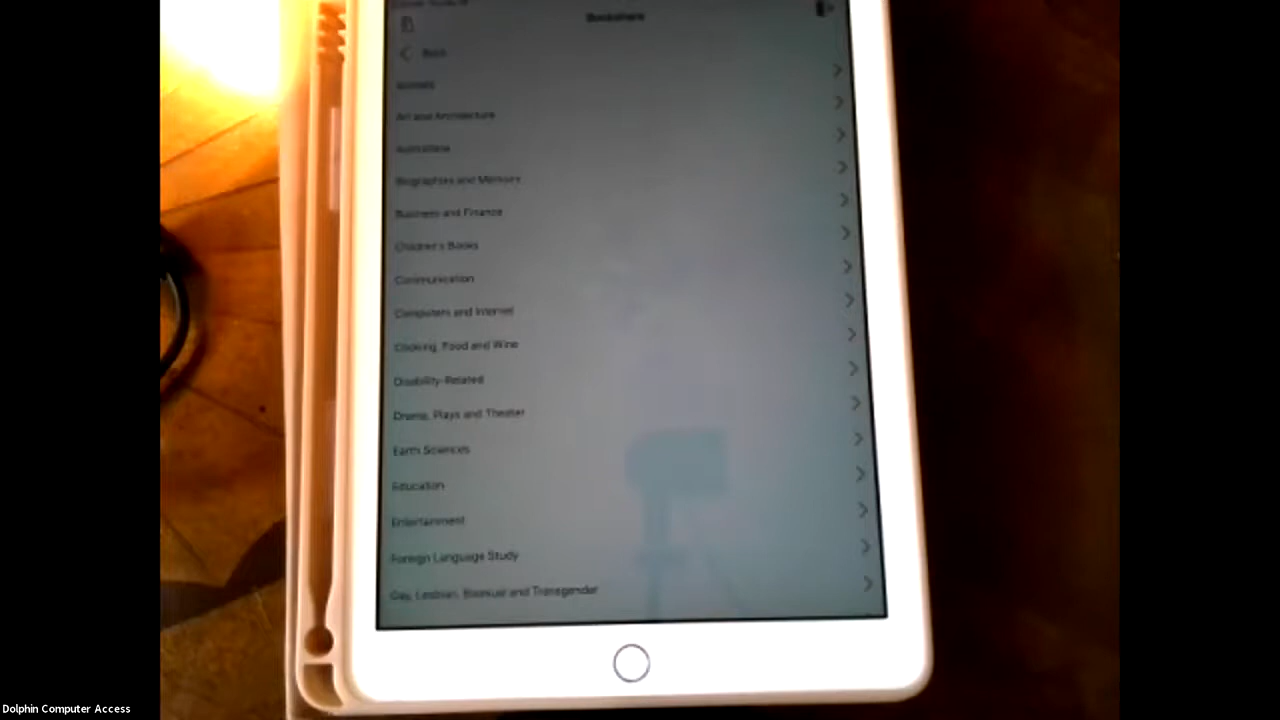 Bookshare
Back
Animals
Art and Architecture
Australiana
Biographies and Memoirs
Business and Finance
Children's Books
Communication
Computers and Internet
Cooking, Food and Wine
Disability-Related
Drama, Plays and Theater
Earth Sciences
Education
Entertainment
Foreign Language Study
Gay, Lesbian, Bisexual and Transgender
Dolphin Computer Access